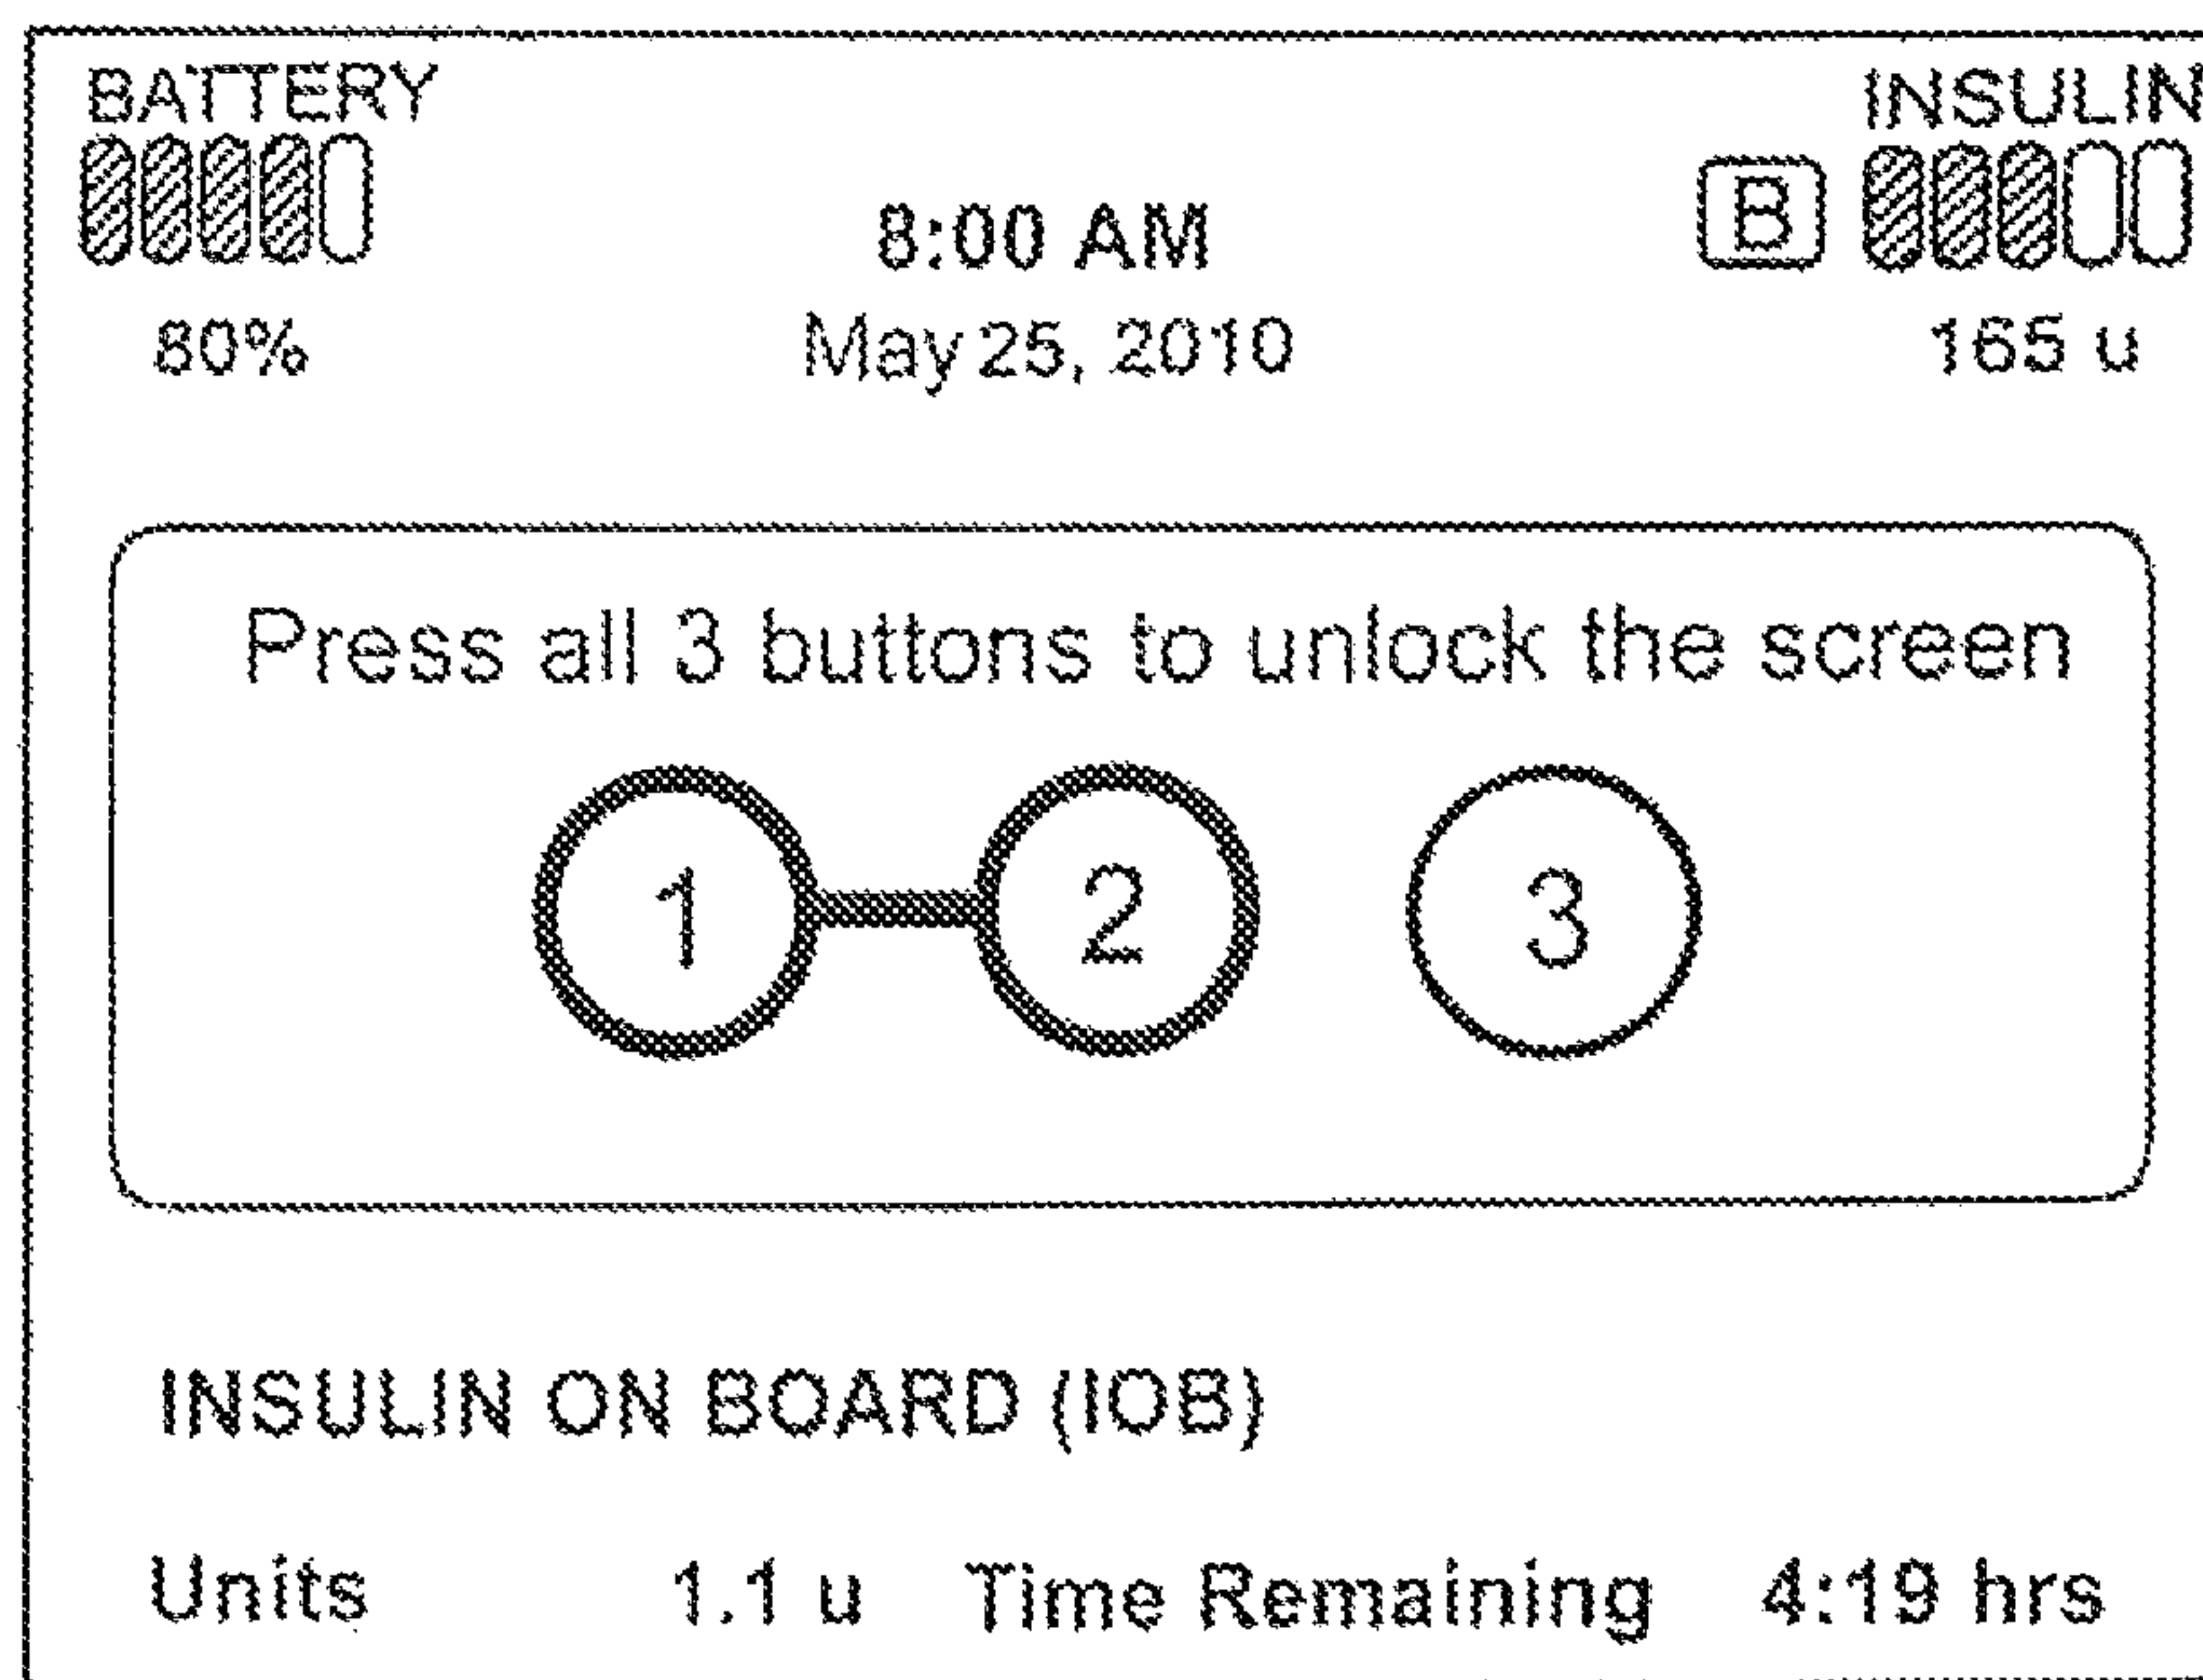 BATTERY INSULIN
8:00 AM B
80% May 25, 2010 165 u
Press all 3 buttons to unlock the screen
1 2 3
INSULIN ON BOARD (IOB)
Units 1.1 u Time Remaining 4:19 hrs